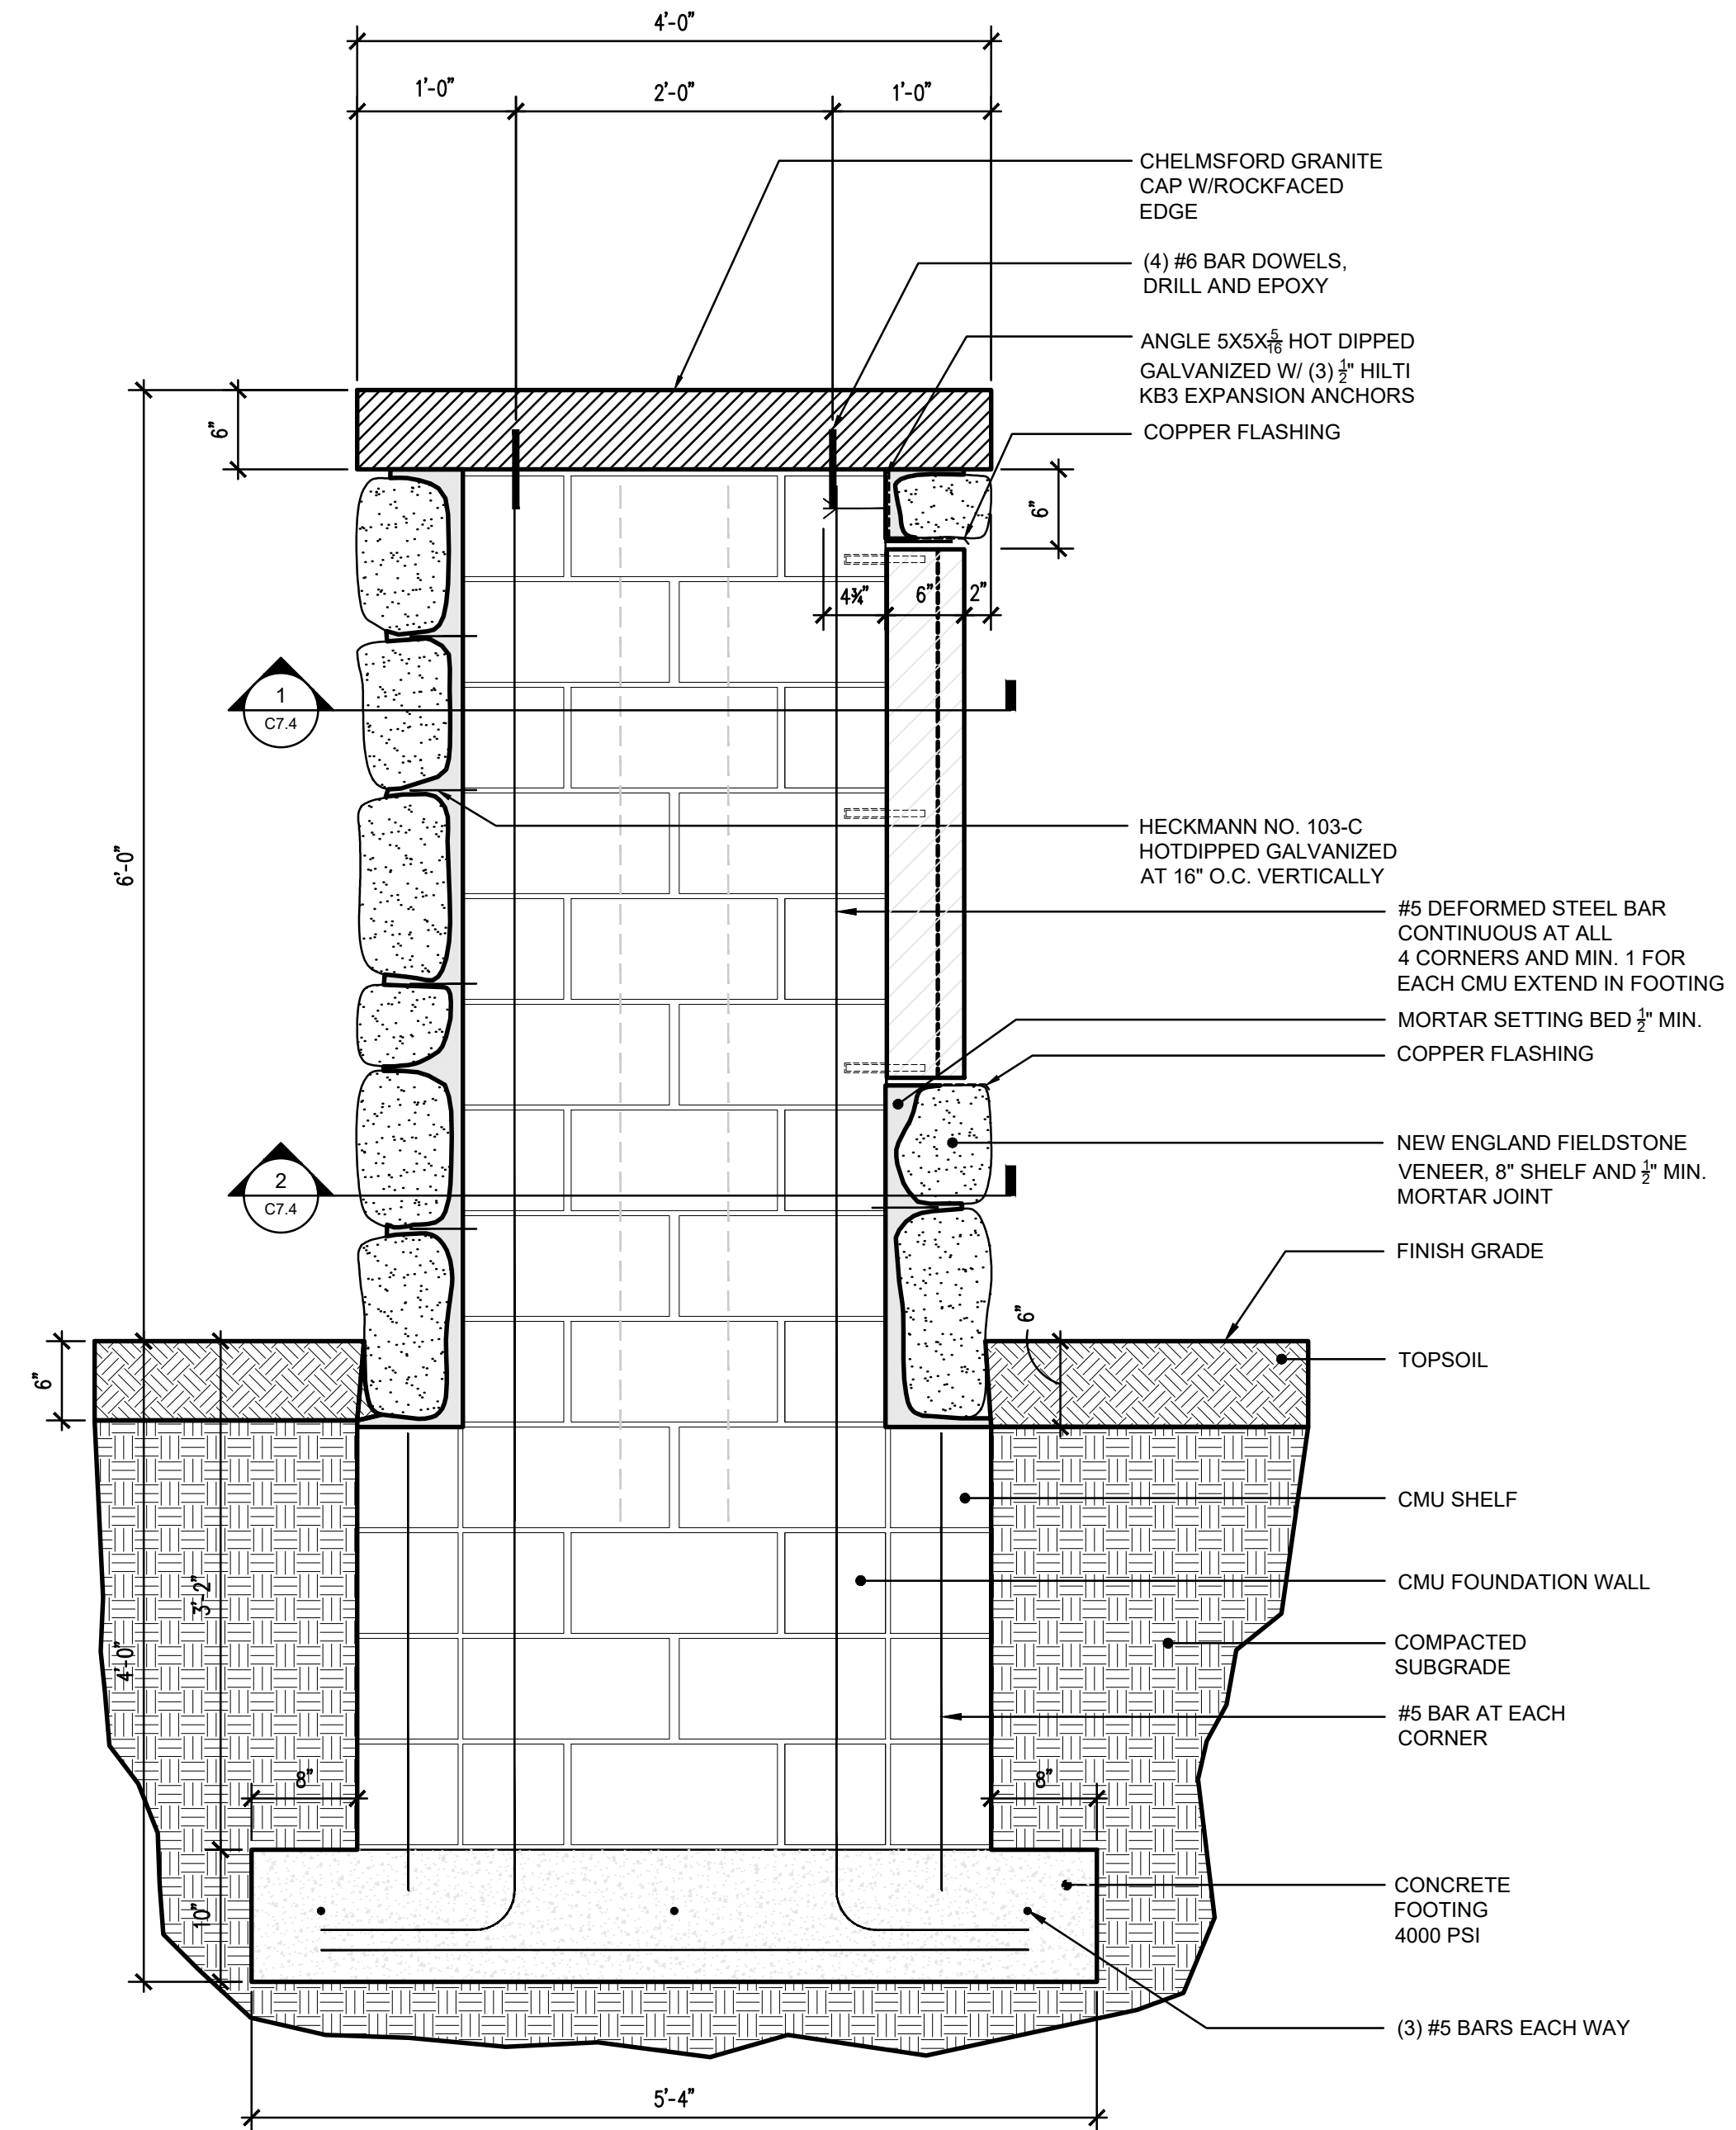 4'-0"
1'-0"
2'-0"
1'-0"
CHELMSFORD GRANITE
CAP W/ROCKFACED
EDGE
(4) #6 BAR DOWELS,
DRILL AND EPOXY
ANGLE 5X5X5/16 HOT DIPPED
GALVANIZED W/ (3) 1/2" HILTI
KB3 EXPANSION ANCHORS
COPPER FLASHING
6"
6"
4¾"
6"
2"
1
C7.4
6'-0"
HECKMANN NO. 103-C
HOTDIPPED GALVANIZED
AT 16" O.C. VERTICALLY
#5 DEFORMED STEEL BAR
CONTINUOUS AT ALL
4 CORNERS AND MIN. 1 FOR
EACH CMU EXTEND IN FOOTING
MORTAR SETTING BED 1/2" MIN.
COPPER FLASHING
NEW ENGLAND FIELDSTONE
VENEER, 8" SHELF AND 1/2" MIN.
MORTAR JOINT
2
C7.4
FINISH GRADE
6"
6"
TOPSOIL
CMU SHELF
CMU FOUNDATION WALL
3'-2"
4'-0"
COMPACTED
SUBGRADE
#5 BAR AT EACH
CORNER
8"
8"
10"
CONCRETE
FOOTING
4000 PSI
(3) #5 BARS EACH WAY
5'-4"